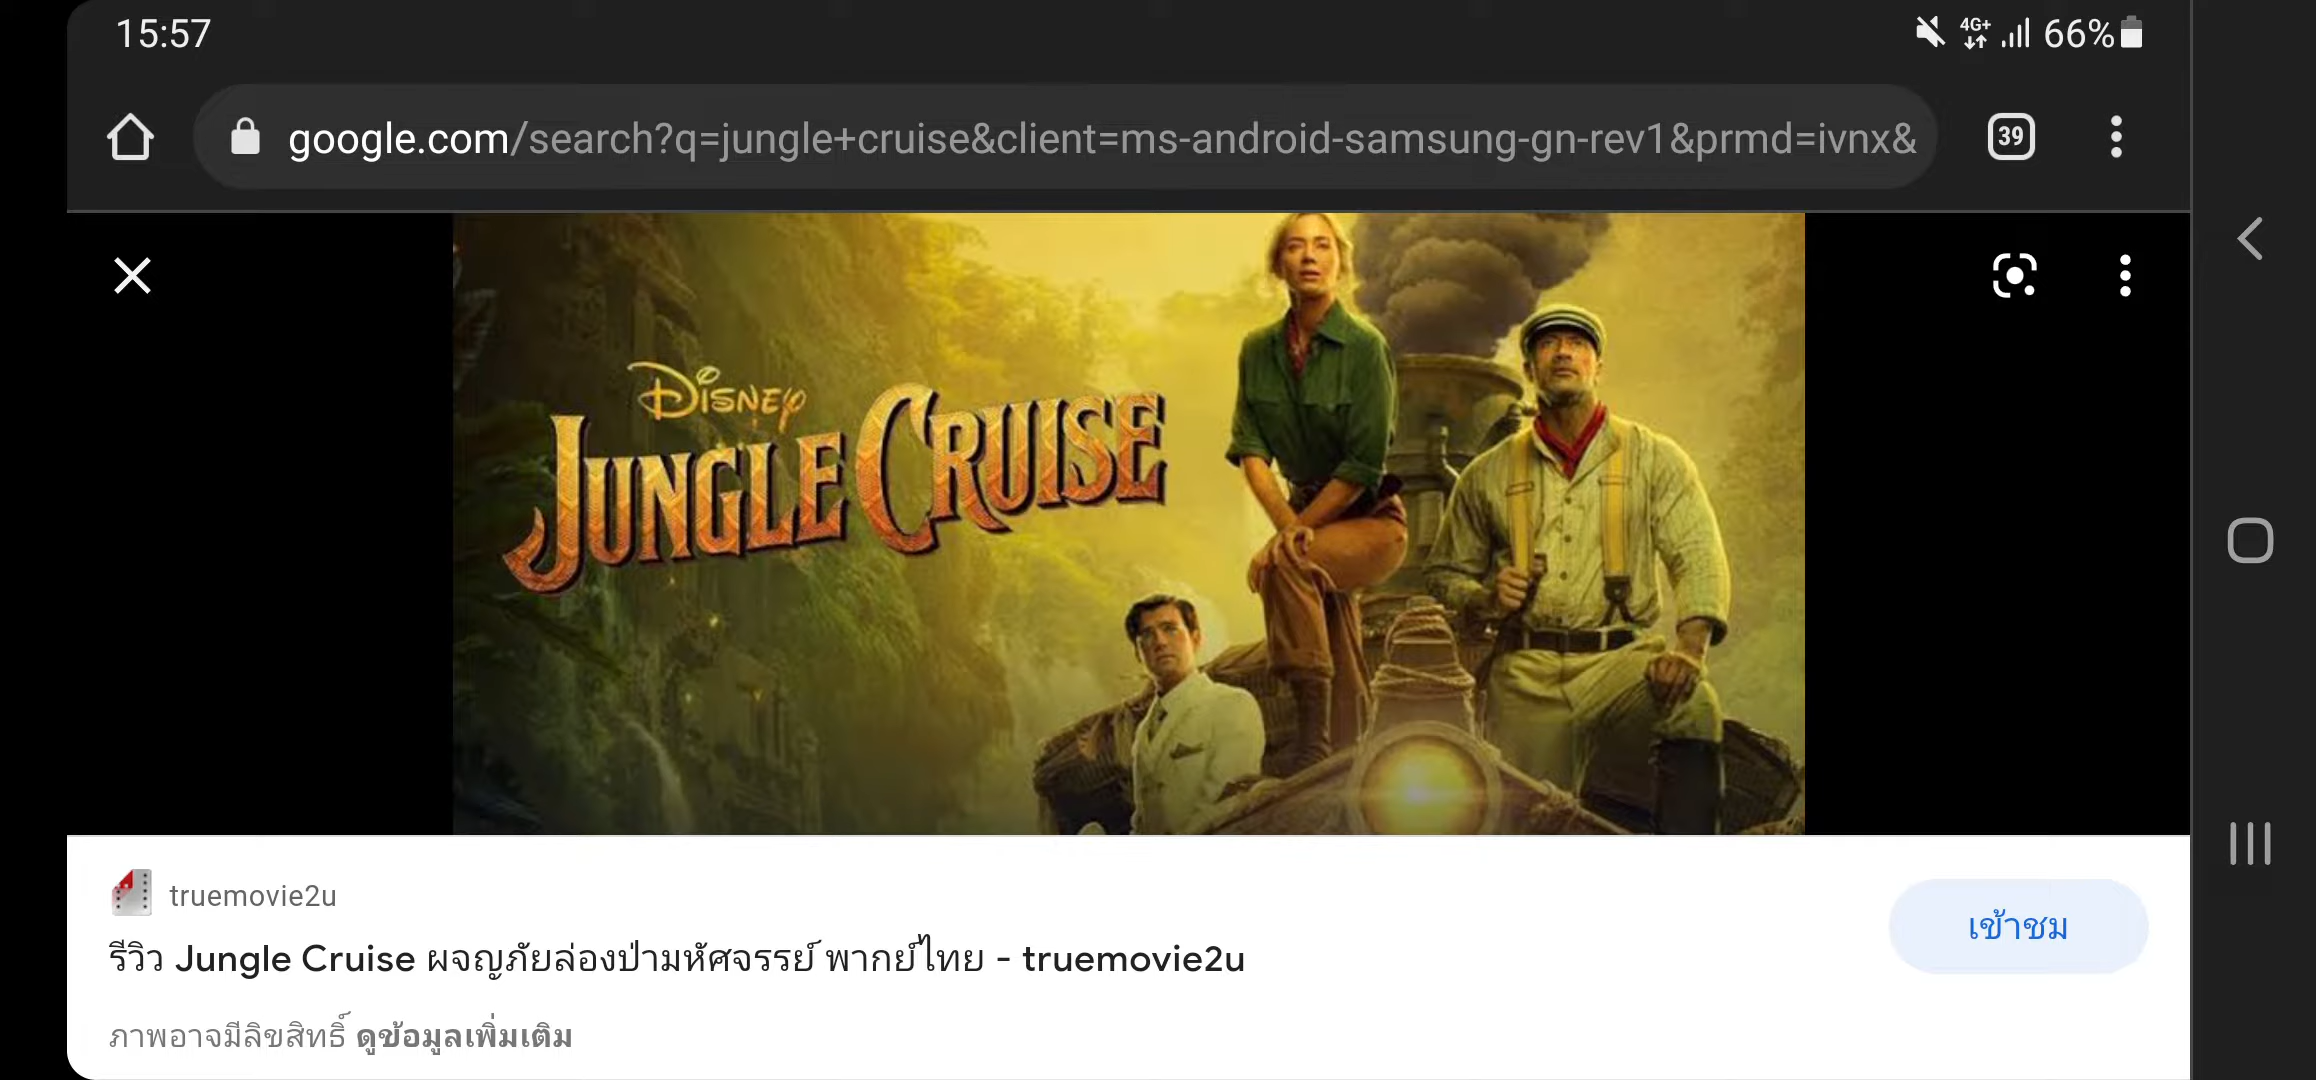 15:57
4G+ 66%
google.com/search?q=jungle+cruise&client=ms-android-samsung-gn-rev1&prmd=ivnx&
39
DISNEY
JUNGLE CRUISE
truemovie2u
รีวิว Jungle Cruise ผจญภัยล่องป่ามหัศจรรย์ พากย์ไทย - truemovie2u
เข้าชม
ภาพอาจมีลิขสิทธิ์ ดูข้อมูลเพิ่มเติม